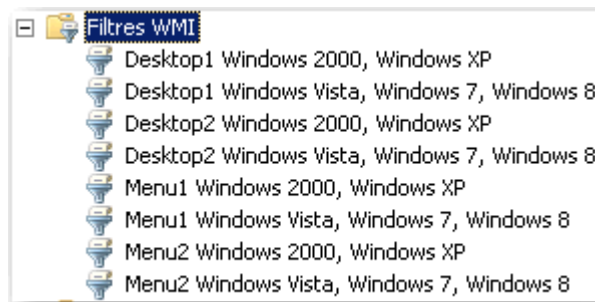 Filtres WMI
Desktop1 Windows 2000, Windows XP
Desktop1 Windows Vista, Windows 7, Windows 8
Desktop2 Windows 2000, Windows XP
Desktop2 Windows Vista, Windows 7, Windows 8
Menu1 Windows 2000, Windows XP
Menu1 Windows Vista, Windows 7, Windows 8
Menu2 Windows 2000, Windows XP
Menu2 Windows Vista, Windows 7, Windows 8